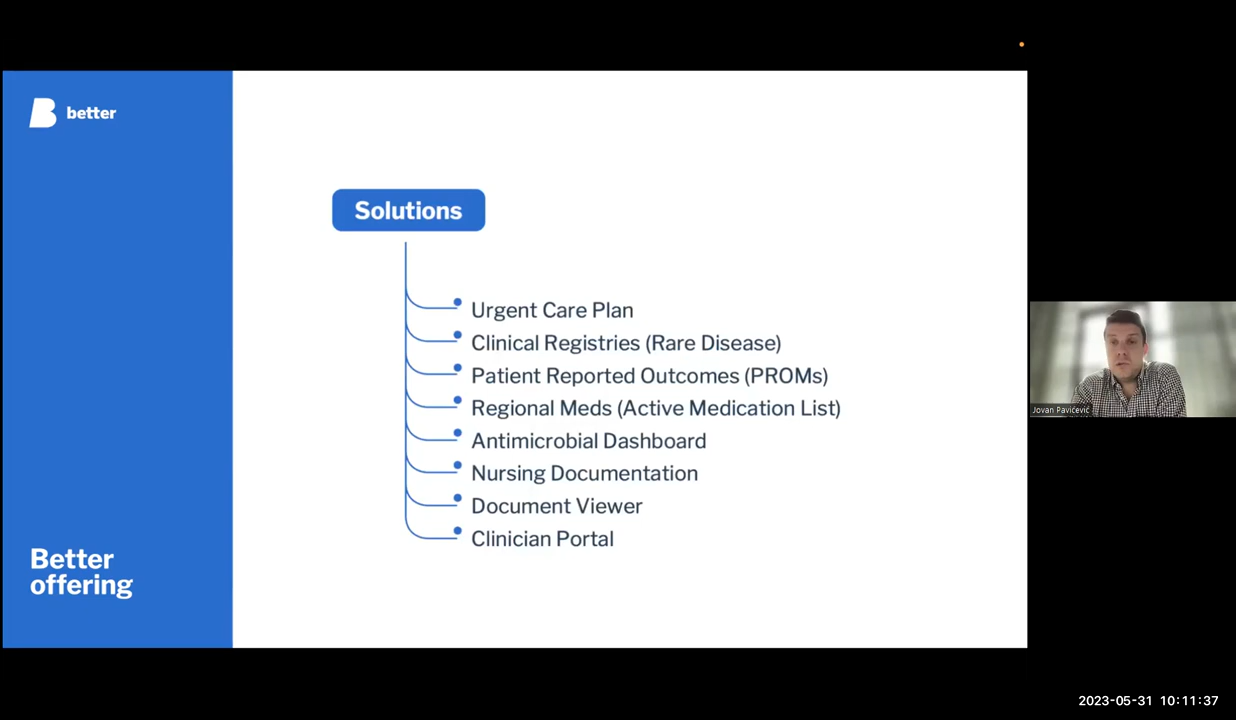 better
Solutions
Urgent Care Plan
Clinical Registries (Rare Disease)
Patient Reported Outcomes (PROMs)
Regional Meds (Active Medication List)
Antimicrobial Dashboard
Nursing Documentation
Document Viewer
Clinician Portal
Better
offering
Jovan Pavićević
2023-05-31 10:11:37